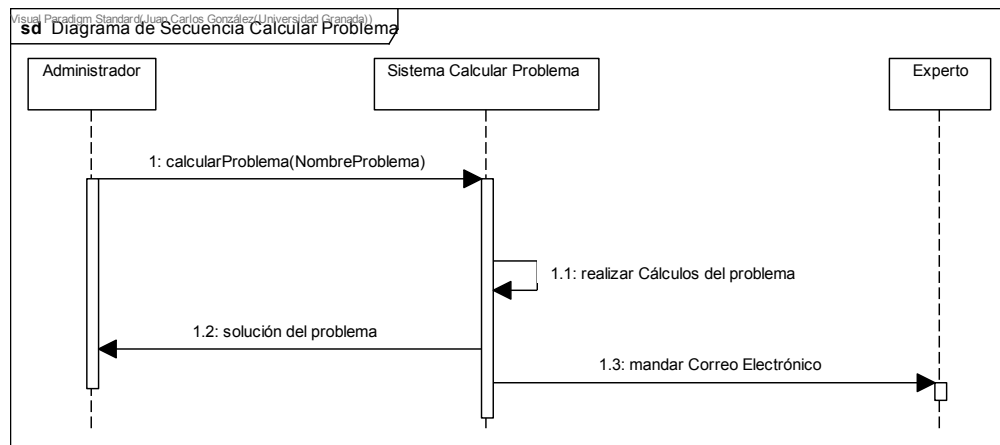 Visual Paradigm Standard(Juan Carlos González(Universidad Granada))
sd Diagrama de Secuencia Calcular Problema
Administrador
Sistema Calcular Problema
Experto
1: calcularProblema(NombreProblema)
1.1: realizar Cálculos del problema
1.2: solución del problema
1.3: mandar Correo Electrónico